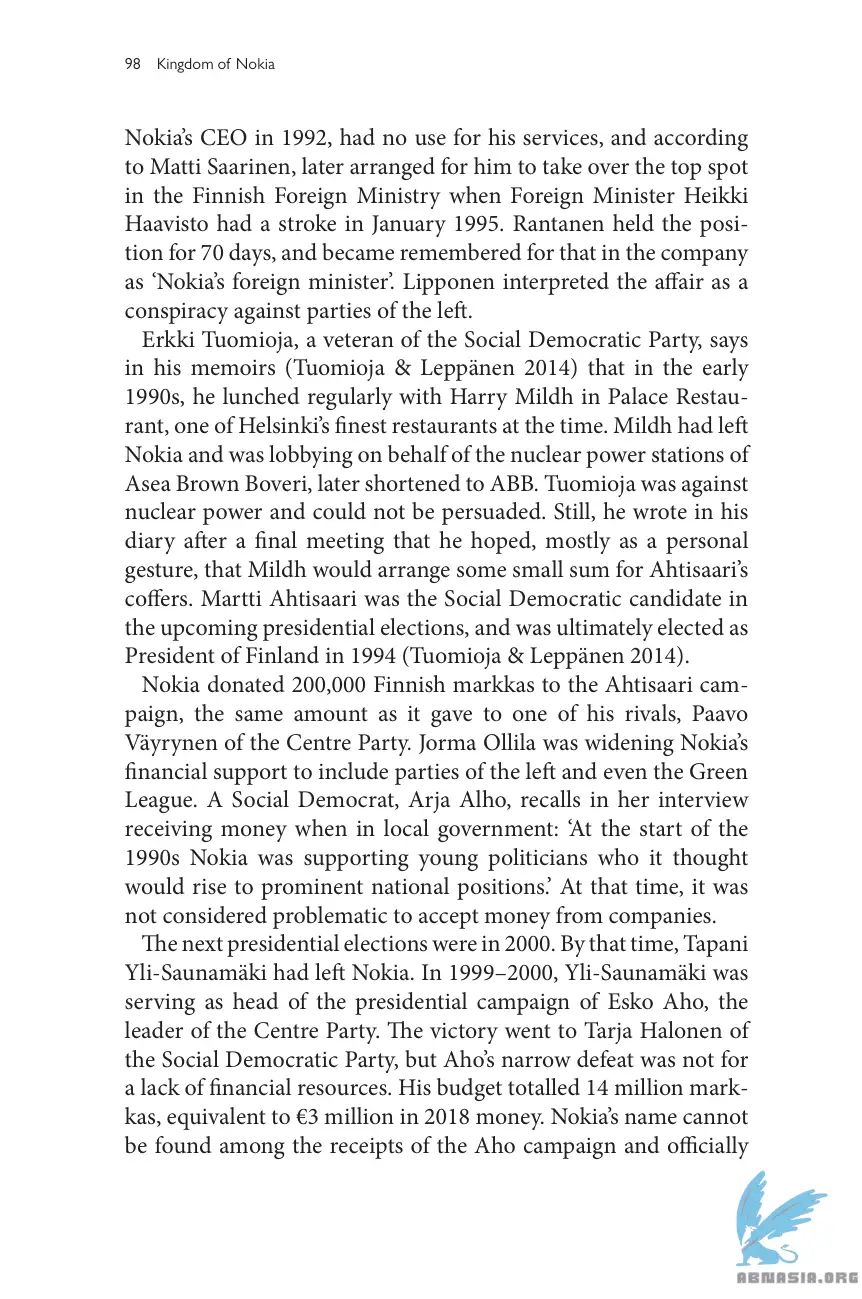 98 Kingdom of Nokia
Nokia’s CEO in 1992, had no use for his services, and according
to Matti Saarinen, later arranged for him to take over the top spot
in the Finnish Foreign Ministry when Foreign Minister Heikki
Haavisto had a stroke in January 1995. Rantanen held the posi-
tion for 70 days, and became remembered for that in the company
as ‘Nokia’s foreign minister’. Lipponen interpreted the affair as a
conspiracy against parties of the left.
Erkki Tuomioja, a veteran of the Social Democratic Party, says
in his memoirs (Tuomioja & Leppänen 2014) that in the early
1990s, he lunched regularly with Harry Mildh in Palace Restau-
rant, one of Helsinki’s finest restaurants at the time. Mildh had left
Nokia and was lobbying on behalf of the nuclear power stations of
Asea Brown Boveri, later shortened to ABB. Tuomioja was against
nuclear power and could not be persuaded. Still, he wrote in his
diary after a final meeting that he hoped, mostly as a personal
gesture, that Mildh would arrange some small sum for Ahtisaari’s
coffers. Martti Ahtisaari was the Social Democratic candidate in
the upcoming presidential elections, and was ultimately elected as
President of Finland in 1994 (Tuomioja & Leppänen 2014).
Nokia donated 200,000 Finnish markkas to the Ahtisaari cam-
paign, the same amount as it gave to one of his rivals, Paavo
Väyrynen of the Centre Party. Jorma Ollila was widening Nokia’s
financial support to include parties of the left and even the Green
League. A Social Democrat, Arja Alho, recalls in her interview
receiving money when in local government: ‘At the start of the
1990s Nokia was supporting young politicians who it thought
would rise to prominent national positions.’ At that time, it was
not considered problematic to accept money from companies.
The next presidential elections were in 2000. By that time, Tapani
Yli-Saunamäki had left Nokia. In 1999–2000, Yli-Saunamäki was
serving as head of the presidential campaign of Esko Aho, the
leader of the Centre Party. The victory went to Tarja Halonen of
the Social Democratic Party, but Aho’s narrow defeat was not for
a lack of financial resources. His budget totalled 14 million mark-
kas, equivalent to €3 million in 2018 money. Nokia’s name cannot
be found among the receipts of the Aho campaign and officially
ABNASIA.ORG